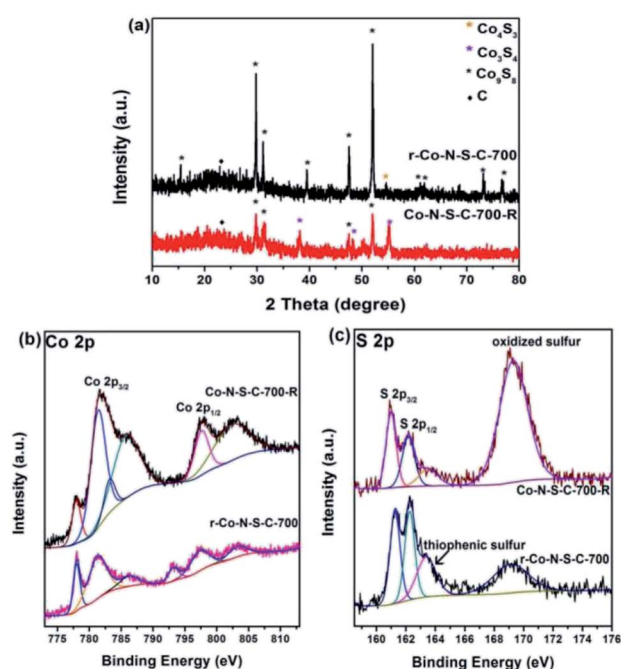 (a)
* Co4S3
* Co3S4
* Co9S8
♦ C
Intensity (a.u.)
r-Co-N-S-C-700
Co-N-S-C-700-R
10 20 30 40 50 60 70 80
2 Theta (degree)
(b) Co 2p
Co 2p3/2
Co 2p1/2
Co-N-S-C-700-R
r-Co-N-S-C-700
Intensity (a.u.)
773 780 785 790 795 800 805 810
Binding Energy (eV)
(c) S 2p
oxidized sulfur
S 2p3/2
S 2p1/2
Co-N-S-C-700-R
thiophenic sulfur
r-Co-N-S-C-700
Intensity (a.u.)
160 162 164 166 168 170 172 174 176
Binding Energy (eV)